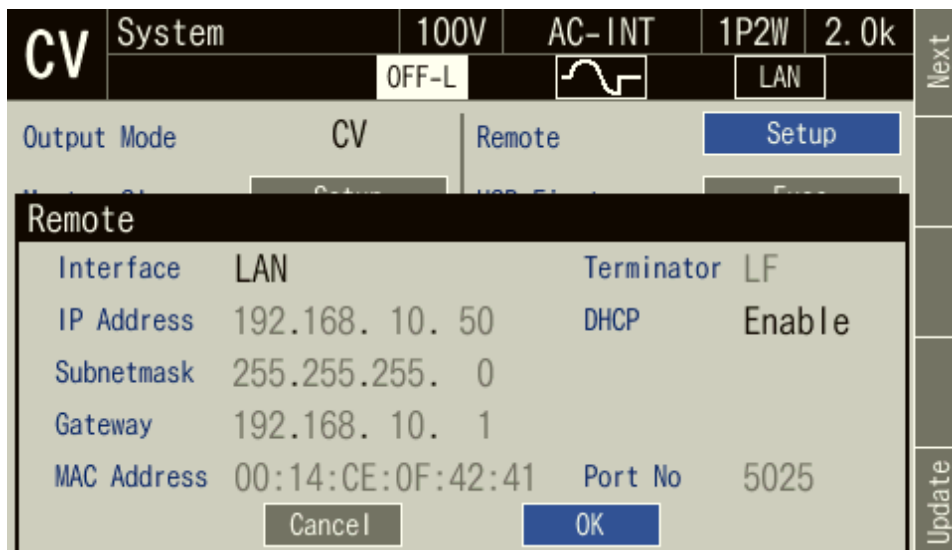 CV System 100V AC-INT 1P2W 2.0k Next
OFF-L LAN
Output Mode CV Remote Setup
Remote
Interface LAN Terminator LF
IP Address 192.168. 10. 50 DHCP Enable
Subnetmask 255.255.255. 0
Gateway 192.168. 10. 1
MAC Address 00:14:CE:0F:42:41 Port No 5025
Cancel OK Update